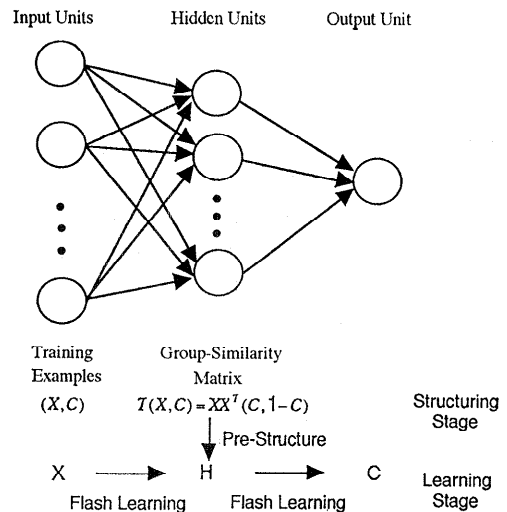 Input Units Hidden Units Output Unit
Training Group-Similarity
Examples Matrix
(X,C) T(X,C)=XX^T(C,1-C) Structuring
Stage
Pre-Structure
X H C Learning
Flash Learning Flash Learning Stage